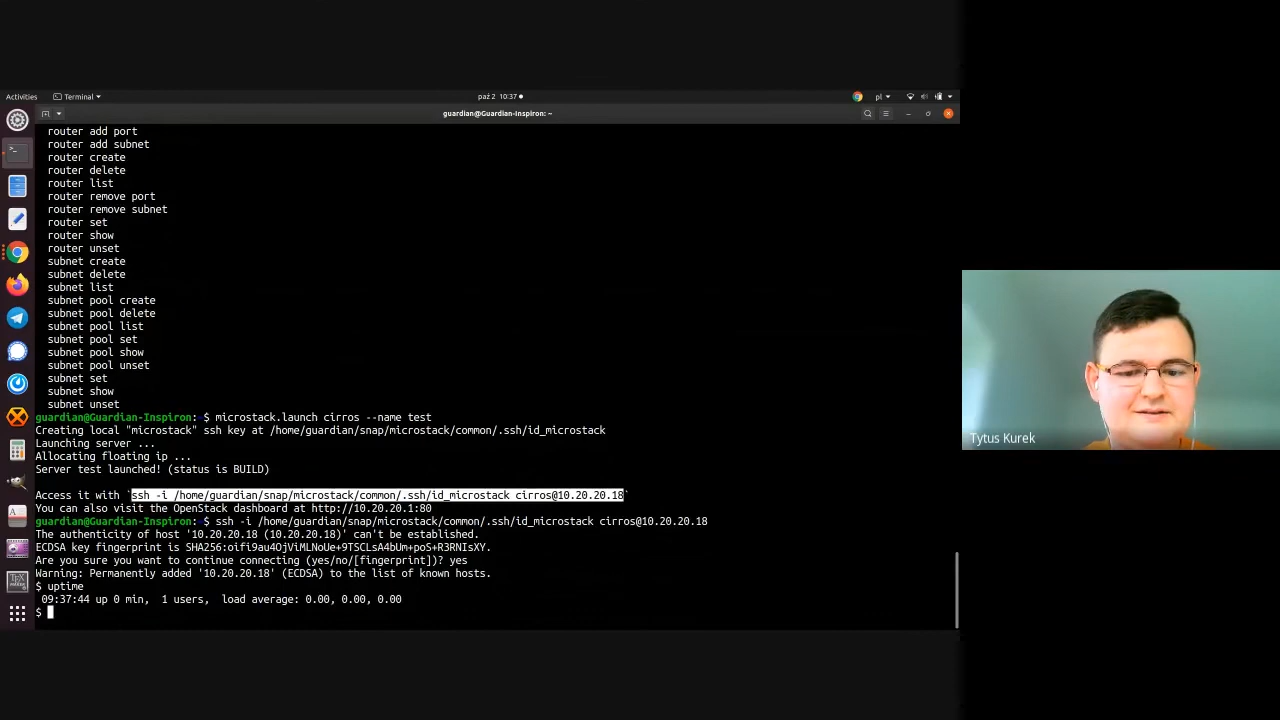 Activities Terminal paź 2 10:37 pl
guardian@Guardian-Inspiron: ~
router add port
router add subnet
router create
router delete
router list
router remove port
router remove subnet
router set
router show
router unset
subnet create
subnet delete
subnet list
subnet pool create
subnet pool delete
subnet pool list
subnet pool set
subnet pool show
subnet pool unset
subnet set
subnet show
subnet unset
guardian@Guardian-Inspiron:~$ microstack.launch cirros --name test
Creating local "microstack" ssh key at /home/guardian/snap/microstack/common/.ssh/id_microstack
Launching server ...
Allocating floating ip ...
Server test launched! (status is BUILD)
Access it with `ssh -i /home/guardian/snap/microstack/common/.ssh/id_microstack cirros@10.20.20.18`
You can also visit the OpenStack dashboard at http://10.20.20.1:80
guardian@Guardian-Inspiron:~$ ssh -i /home/guardian/snap/microstack/common/.ssh/id_microstack cirros@10.20.20.18
The authenticity of host '10.20.20.18 (10.20.20.18)' can't be established.
ECDSA key fingerprint is SHA256:oifi9au4OjViMLNoUe+9TSCLsA4bUm+poS+R3RNIsXY.
Are you sure you want to continue connecting (yes/no/[fingerprint])? yes
Warning: Permanently added '10.20.20.18' (ECDSA) to the list of known hosts.
$ uptime
09:37:44 up 0 min, 1 users, load average: 0.00, 0.00, 0.00
$
Tytus Kurek